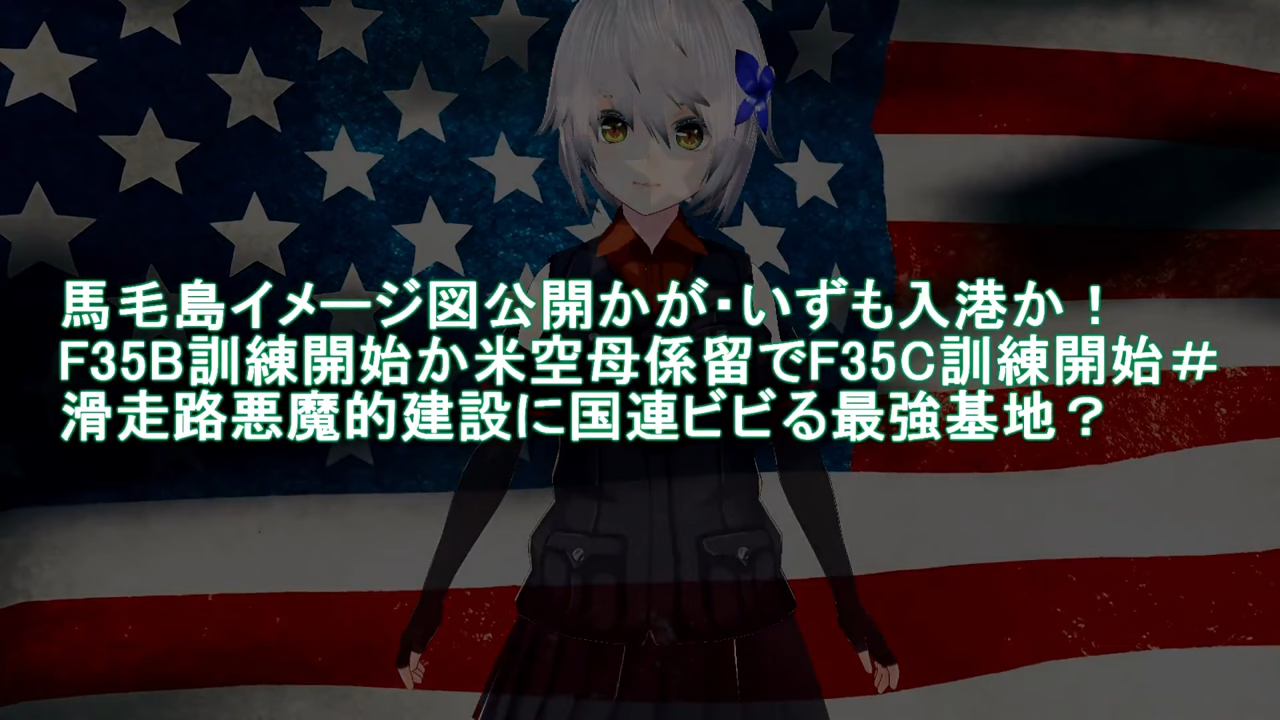 馬毛島イメージ図公開かが・いずも入港か！
F35B訓練開始か米空母係留でF35C訓練開始＃
滑走路悪魔的建設に国連ビビる最強基地？